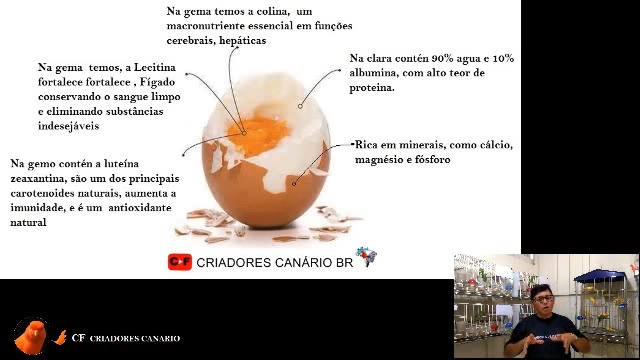 Na gema temos a colina, um
macronutriente essencial em funções
cerebrais, hepáticas
Na gema temos, a Lecitina
fortalece fortalece , Fígado
conservando o sangue limpo
e eliminando substâncias
indesejáveis
Na clara contén 90% agua e 10%
albumina, com alto teor de
proteina.
Rica em minerais, como cálcio,
magnésio e fósforo
Na gemo contén a luteína
zeaxantina, são um dos principais
carotenoides naturais, aumenta a
imunidade, e é um antioxidante
natural
CF CRIADORES CANÁRIO BR
CF CRIADORES CANARIO